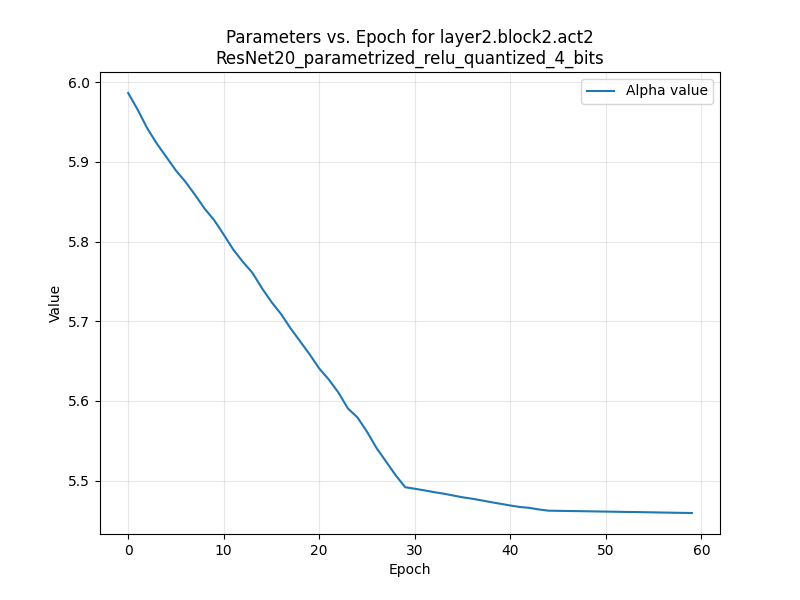 Parameters vs. Epoch for layer2.block2.act2
ResNet20_parametrized_relu_quantized_4_bits
Alpha value
6.0
5.9
5.8
5.7
5.6
5.5
Value
0 10 20 30 40 50 60
Epoch